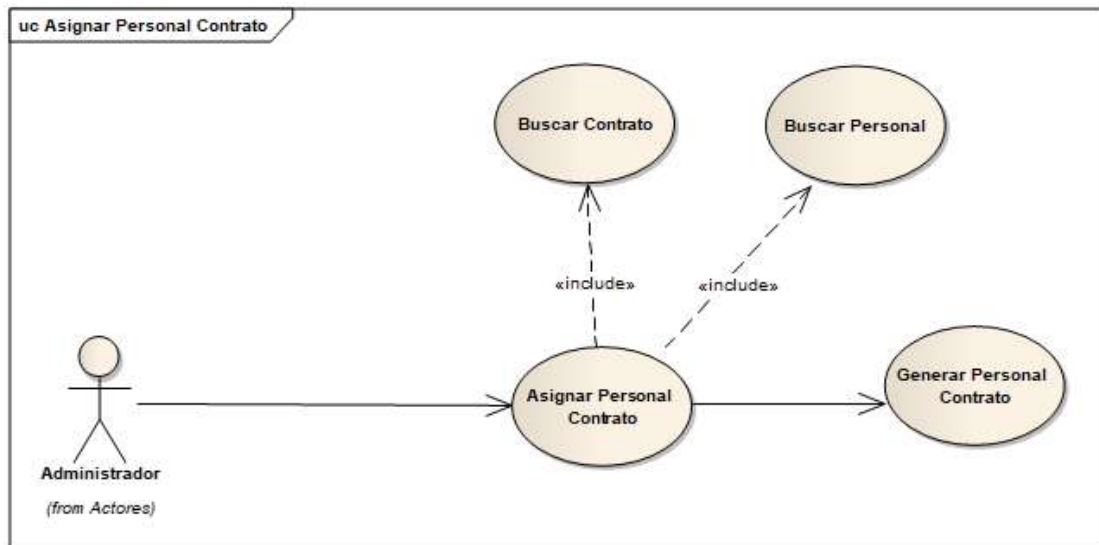 uc Asignar Personal Contrato
Buscar Contrato
Buscar Personal
«include»
«include»
Asignar Personal
Contrato
Generar Personal
Contrato
Administrador
(from Actores)